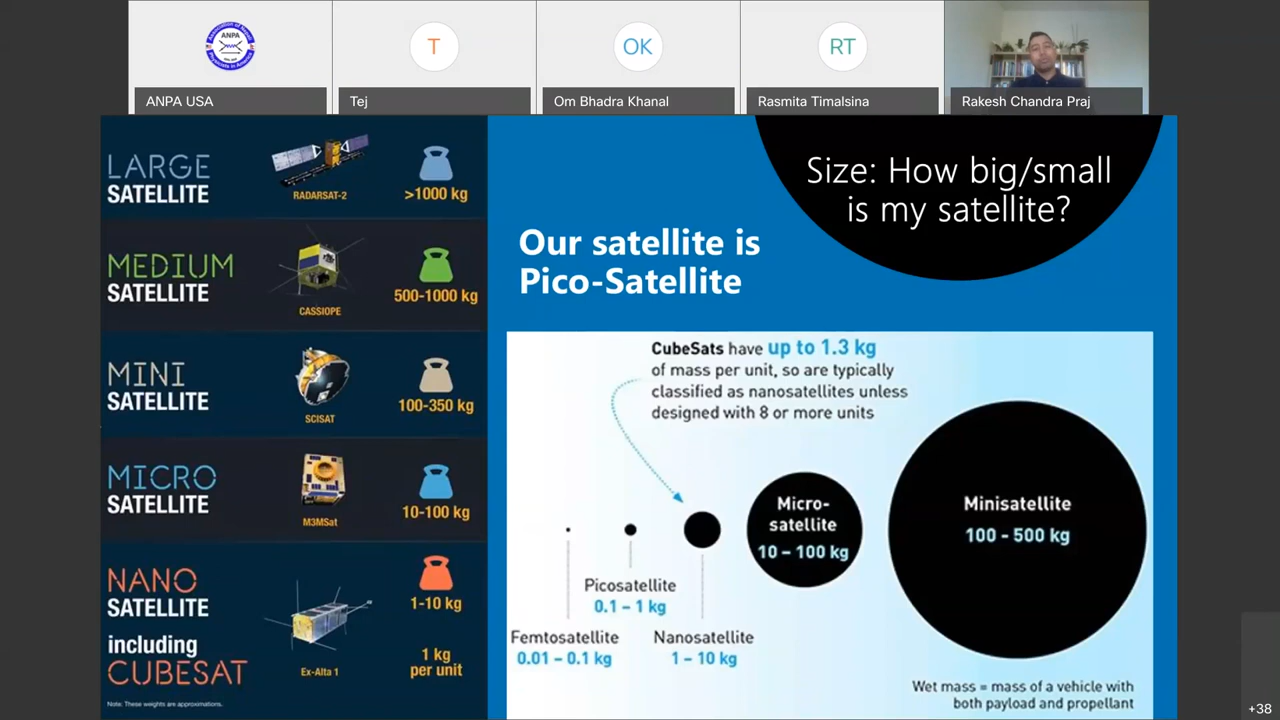 ANPA
ANPA USA
T
Tej
OK
Om Bhadra Khanal
RT
Rasmita Timalsina
Rakesh Chandra Praj
LARGE
SATELLITE
RADARSAT-2
>1000 kg
MEDIUM
SATELLITE
CASSIOPE
500-1000 kg
MINI
SATELLITE
SCISAT
100-350 kg
MICRO
SATELLITE
M3MSat
10-100 kg
NANO
SATELLITE
including
CUBESAT
Ex-Alta 1
1-10 kg
1 kg
per unit
Note: These weights are approximations.
Size: How big/small
is my satellite?
Our satellite is
Pico-Satellite
CubeSats have up to 1.3 kg
of mass per unit, so are typically
classified as nanosatellites unless
designed with 8 or more units
Micro-
satellite
10 – 100 kg
Minisatellite
100 - 500 kg
Picosatellite
0.1 – 1 kg
Femtosatellite
0.01 – 0.1 kg
Nanosatellite
1 – 10 kg
Wet mass = mass of a vehicle with
both payload and propellant
+38